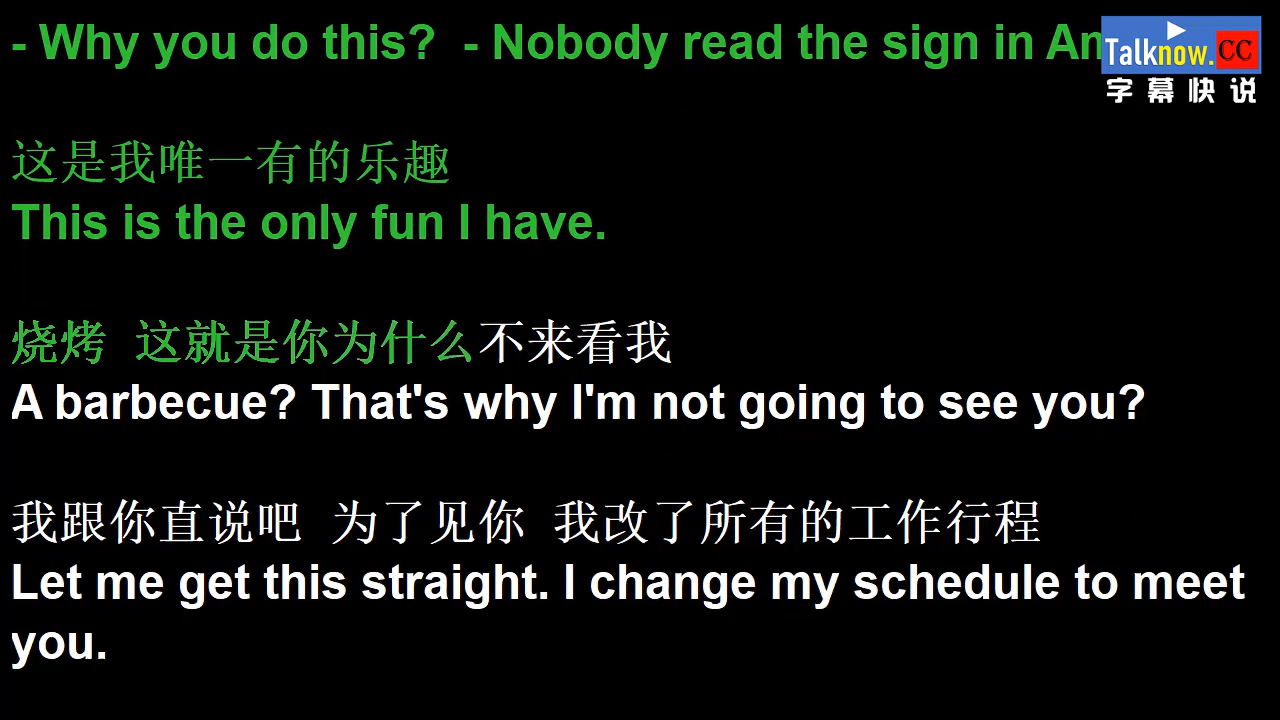 - Why you do this?  - Nobody read the sign in
Talknow.CC
字幕快说
这是我唯一有的乐趣
This is the only fun I have.
烧烤 这就是你为什么不来看我
A barbecue? That's why I'm not going to see you?
我跟你直说吧 为了见你 我改了所有的工作行程
Let me get this straight. I change my schedule to meet
you.